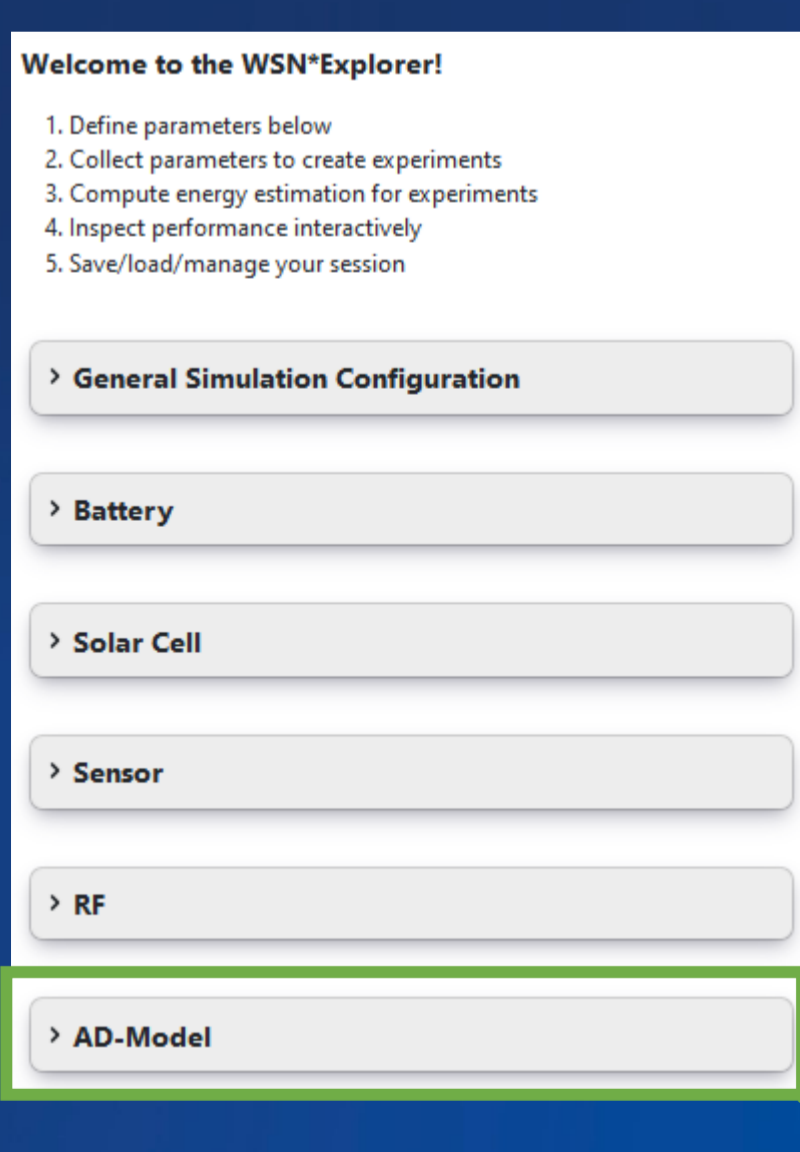 Welcome to the WSN*Explorer!
1. Define parameters below
2. Collect parameters to create experiments
3. Compute energy estimation for experiments
4. Inspect performance interactively
5. Save/load/manage your session
General Simulation Configuration
Battery
Solar Cell
Sensor
RF
AD-Model